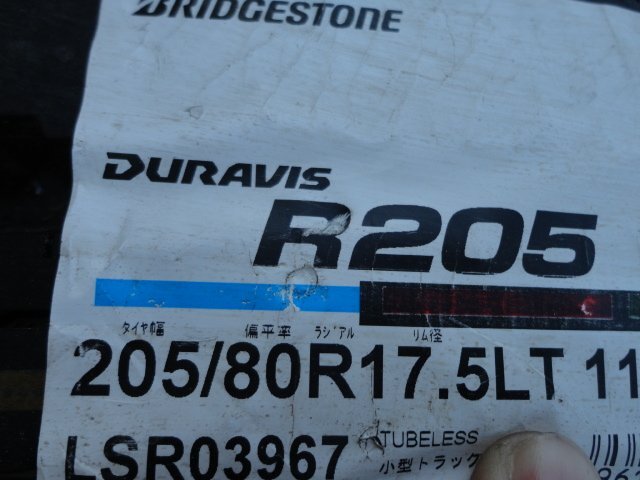 BRIDGESTONE
DURAVIS
R205
タイヤ幅 偏平率 ラジアル リム径
205/80R17.5LT 11
LSR03967 TUBELESS
小型トラック